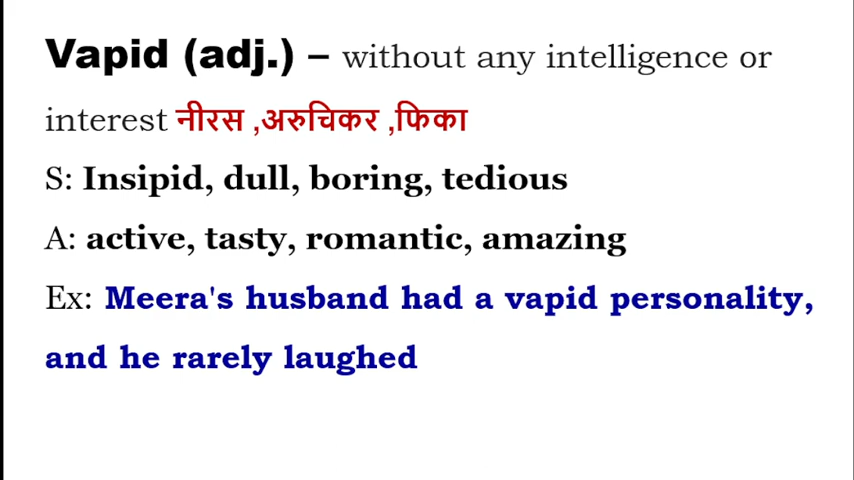 Vapid (adj.) – without any intelligence or
interest नीरस ,अरुचिकर ,फिका
S: Insipid, dull, boring, tedious
A: active, tasty, romantic, amazing
Ex: Meera's husband had a vapid personality,
and he rarely laughed